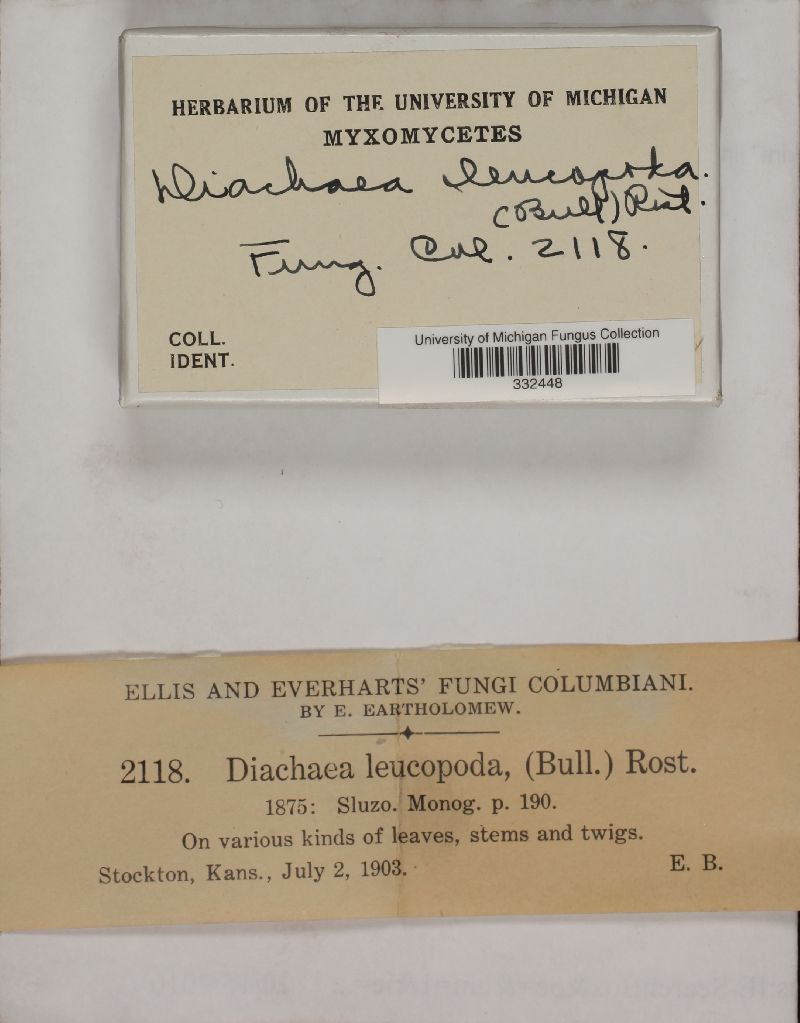 HERBARIUM OF THE UNIVERSITY OF MICHIGAN
MYXOMYCETES
Diachaea leucopoda.
(Bull) Rost.
Fung. Col. 2118.
COLL.
IDENT.
University of Michigan Fungus Collection
332448
ELLIS AND EVERHARTS' FUNGI COLUMBIANI.
BY E. EARTHOLOMEW.
2118. Diachaea leucopoda, (Bull.) Rost.
1875: Sluzo. Monog. p. 190.
On various kinds of leaves, stems and twigs.
Stockton, Kans., July 2, 1903.
E. B.